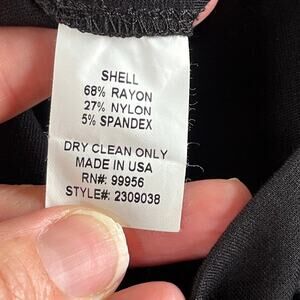 SHELL
68% RAYON
27% NYLON
5% SPANDEX
DRY CLEAN ONLY
MADE IN USA
RN#: 99956
STYLE#: 2309038